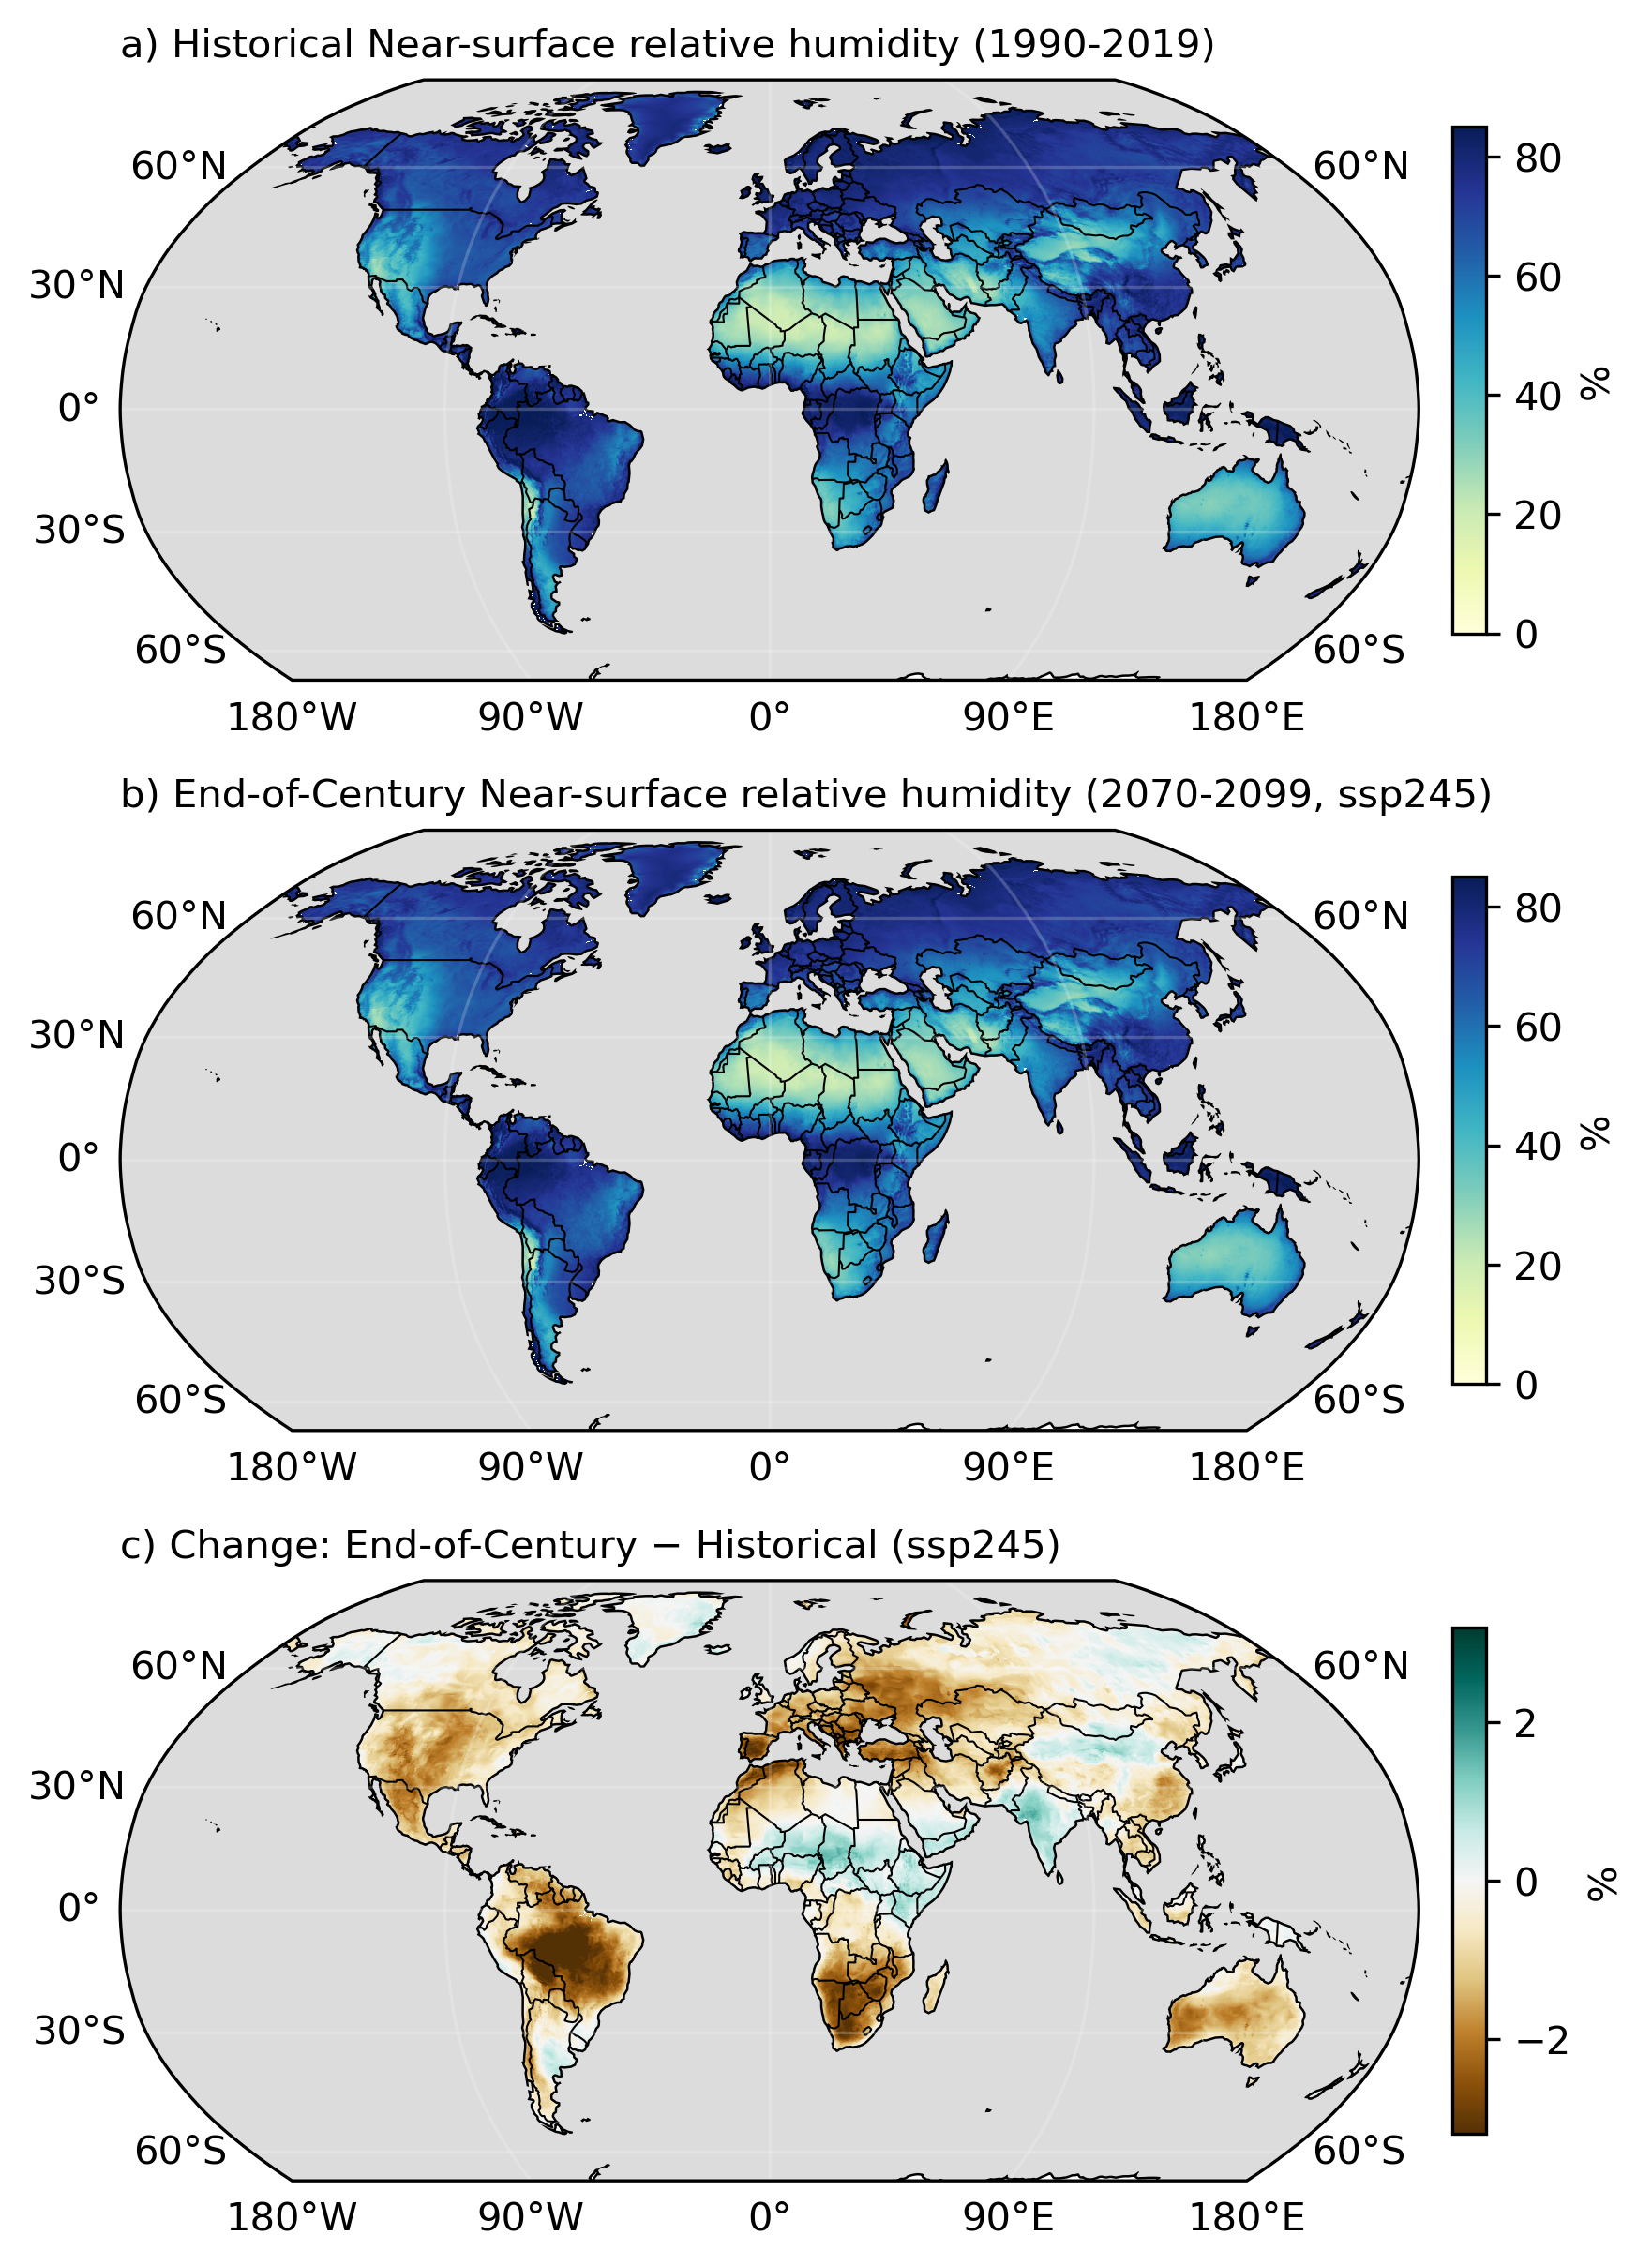 a) Historical Near-surface relative humidity (1990-2019)
60°N 60°N
30°N
0°
30°S
60°S 60°S
180°W 90°W 0° 90°E 180°E
80
60
40
20
0
%
b) End-of-Century Near-surface relative humidity (2070-2099, ssp245)
60°N 60°N
30°N
0°
30°S
60°S 60°S
180°W 90°W 0° 90°E 180°E
80
60
40
20
0
%
c) Change: End-of-Century − Historical (ssp245)
60°N 60°N
30°N
0°
30°S
60°S 60°S
180°W 90°W 0° 90°E 180°E
2
0
−2
%